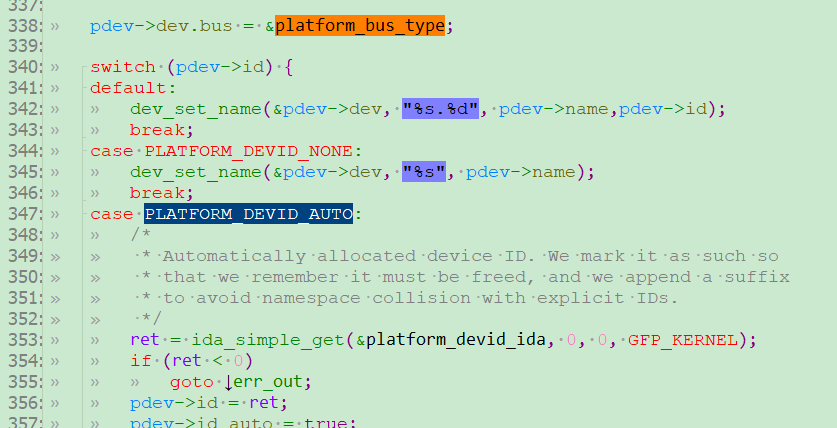 337:
338: » pdev->dev.bus = &platform_bus_type;
339:
340: » switch (pdev->id) {
341: » default:
342: » » dev_set_name(&pdev->dev, "%s.%d", pdev->name,pdev->id);
343: » » break;
344: » case PLATFORM_DEVID_NONE:
345: » » dev_set_name(&pdev->dev, "%s", pdev->name);
346: » » break;
347: » case PLATFORM_DEVID_AUTO:
348: » » /*
349: » » * Automatically allocated device ID. We mark it as such so
350: » » * that we remember it must be freed, and we append a suffix
351: » » * to avoid namespace collision with explicit IDs.
352: » » */
353: » » ret = ida_simple_get(&platform_devid_ida, 0, 0, GFP_KERNEL);
354: » » if (ret < 0)
355: » » » goto ↓err_out;
356: » » pdev->id = ret;
357: » » pdev->id_auto = true;